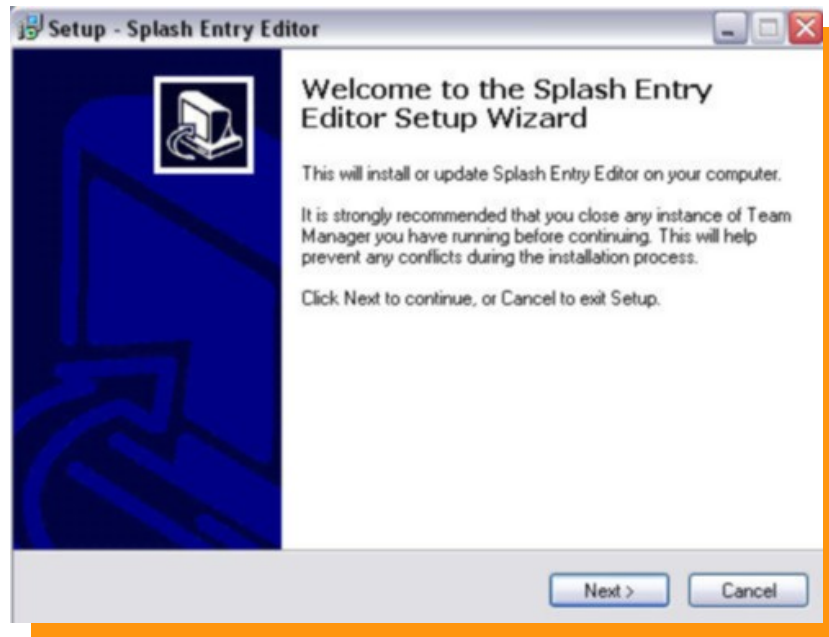 Setup - Splash Entry Editor
Welcome to the Splash Entry
Editor Setup Wizard
This will install or update Splash Entry Editor on your computer.
It is strongly recommended that you close any instance of Team
Manager you have running before continuing. This will help
prevent any conflicts during the installation process.
Click Next to continue, or Cancel to exit Setup.
Next > Cancel